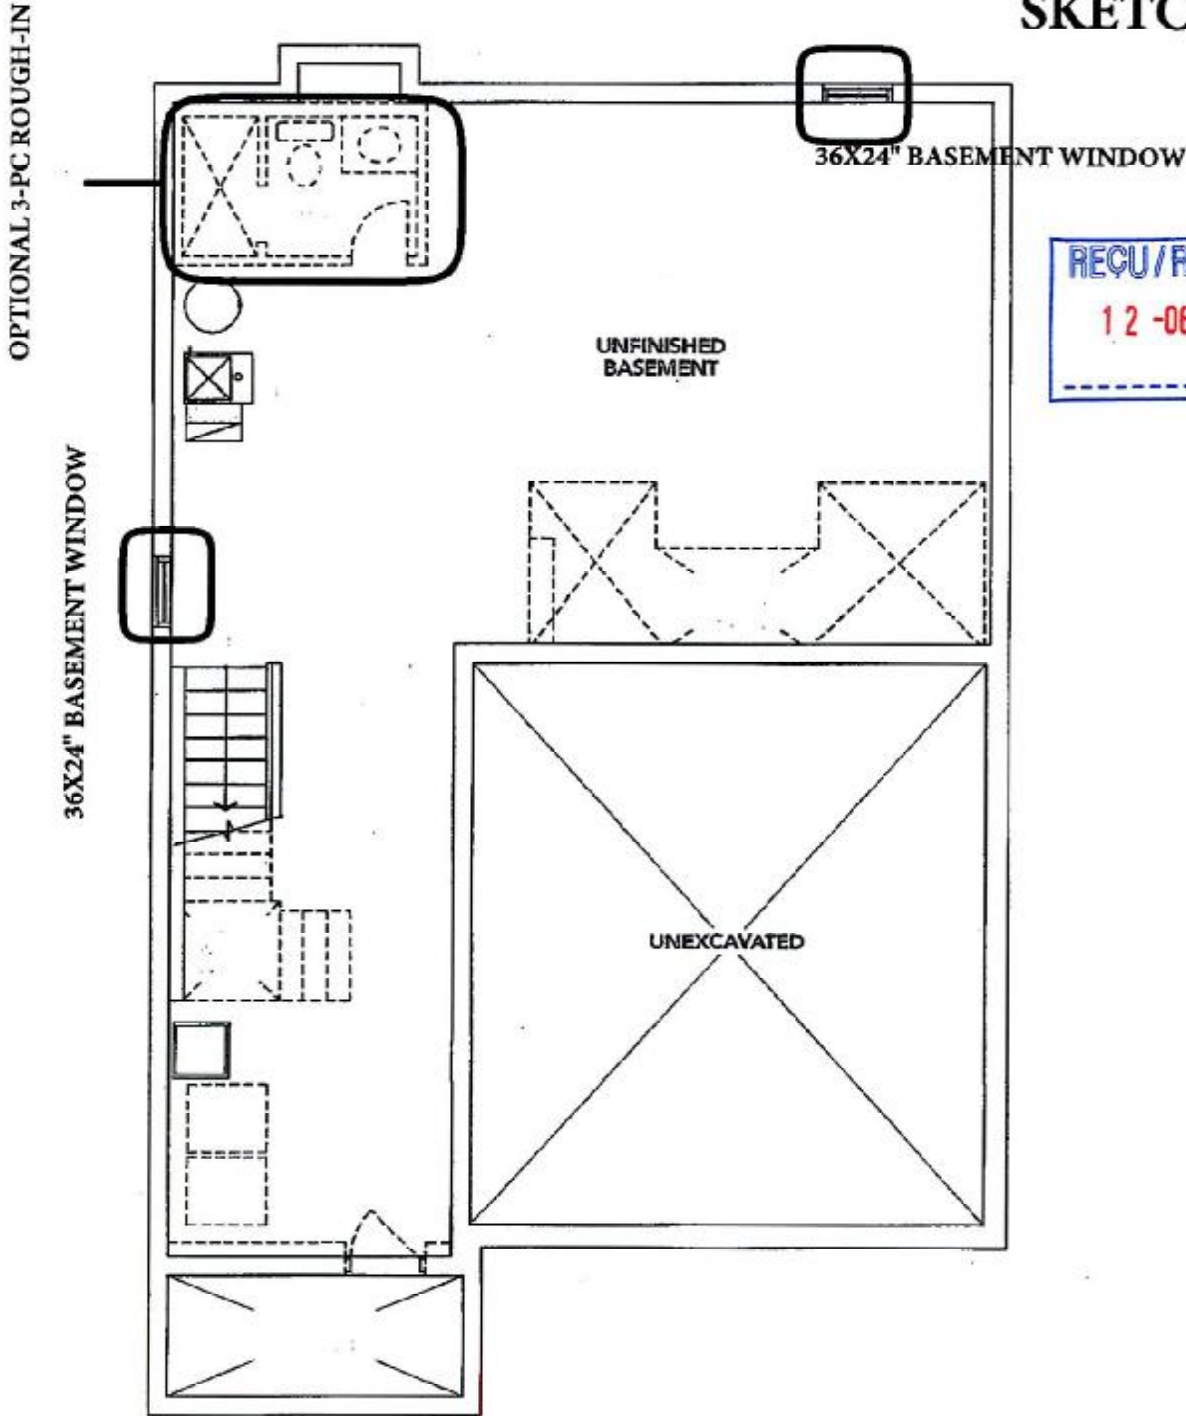 SKETC
OPTIONAL 3-PC ROUGH-IN
36X24" BASEMENT WINDOW
REÇU/R
12 -06
UNFINISHED
BASEMENT
36X24" BASEMENT WINDOW
UNEXCAVATED